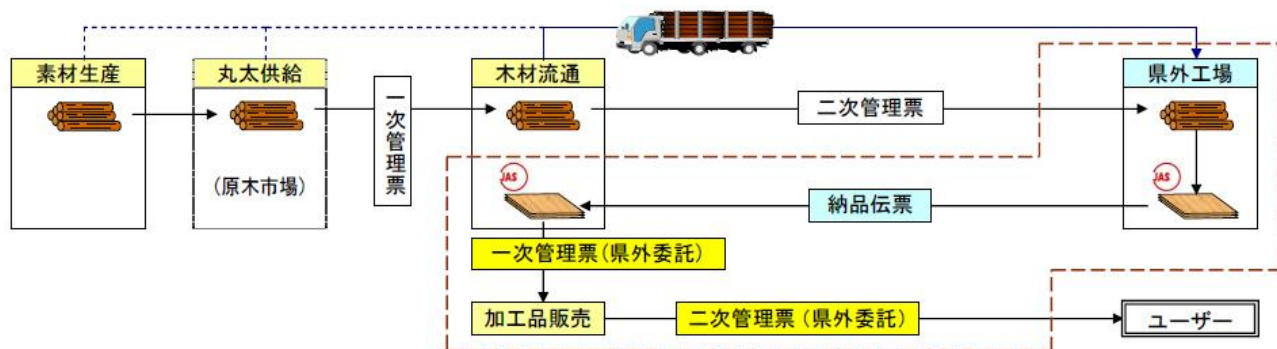 素材生産
丸太供給
木材流通
県外工場
一次管理票
二次管理票
(原木市場)
JAS
JAS
納品伝票
一次管理票(県外委託)
加工品販売
二次管理票(県外委託)
ユーザー